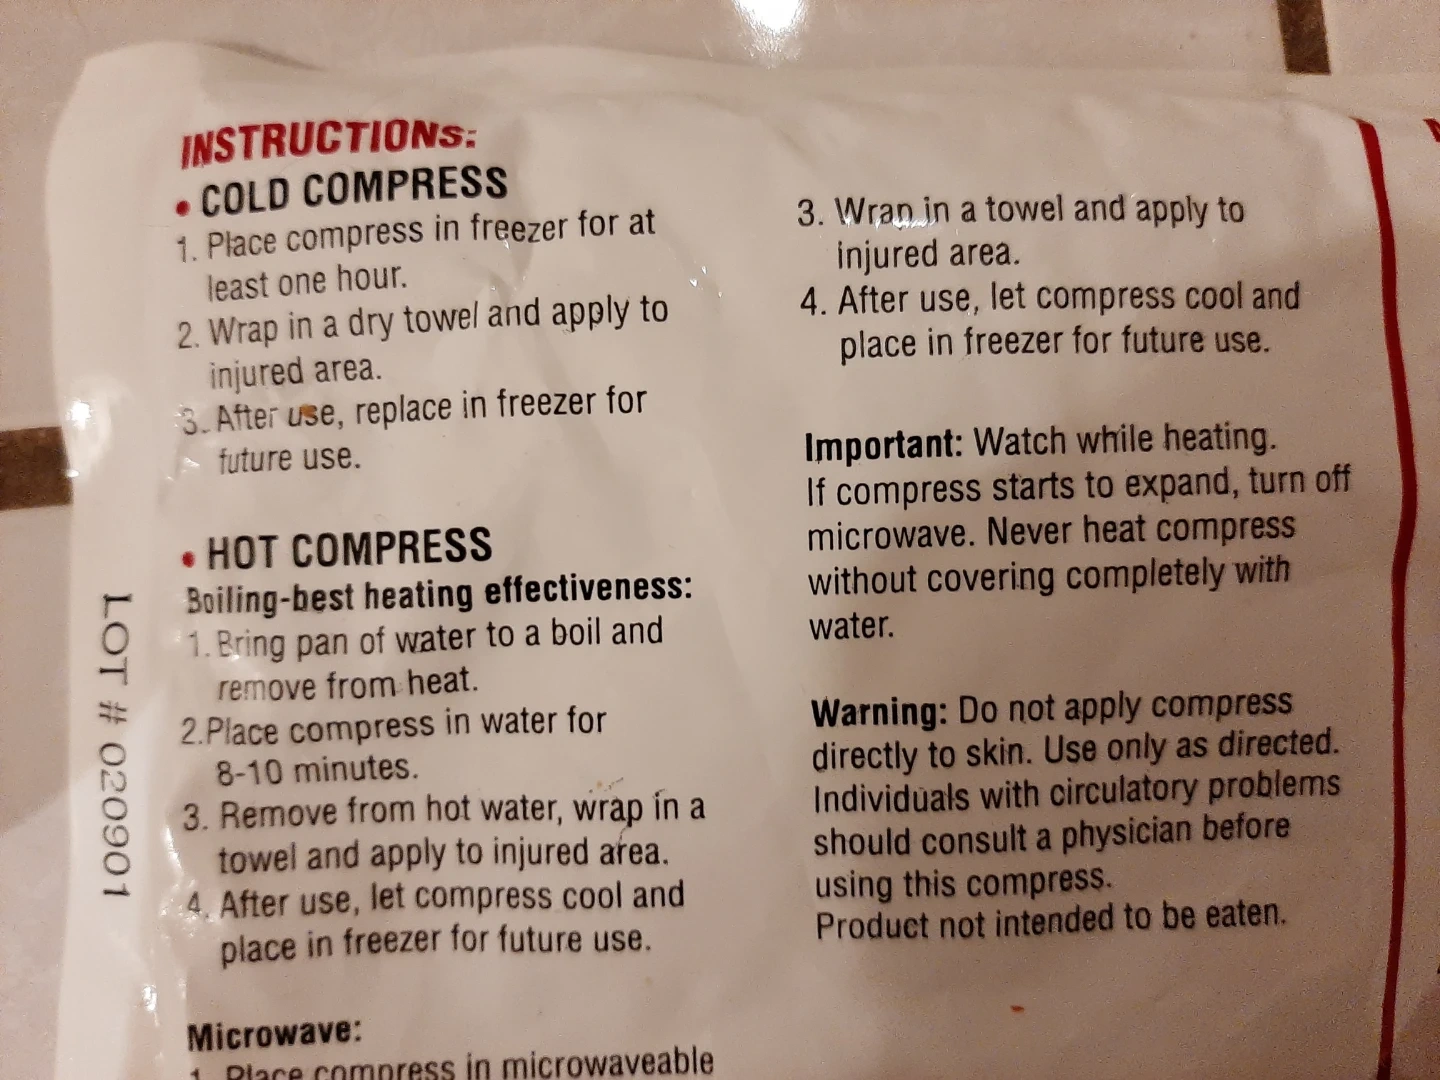 INSTRUCTIONS:
• COLD COMPRESS
1. Place compress in freezer for at
least one hour.
2. Wrap in a dry towel and apply to
injured area.
3. After use, replace in freezer for
future use.
• HOT COMPRESS
Boiling-best heating effectiveness:
1. Bring pan of water to a boil and
remove from heat.
2.Place compress in water for
8-10 minutes.
3. Remove from hot water, wrap in a
towel and apply to injured area.
4. After use, let compress cool and
place in freezer for future use.
Microwave:
1. Place compress in microwaveable
3. Wrap in a towel and apply to
injured area.
4. After use, let compress cool and
place in freezer for future use.
Important: Watch while heating.
If compress starts to expand, turn off
microwave. Never heat compress
without covering completely with
water.
Warning: Do not apply compress
directly to skin. Use only as directed.
Individuals with circulatory problems
should consult a physician before
using this compress.
Product not intended to be eaten.
LOT # 020901